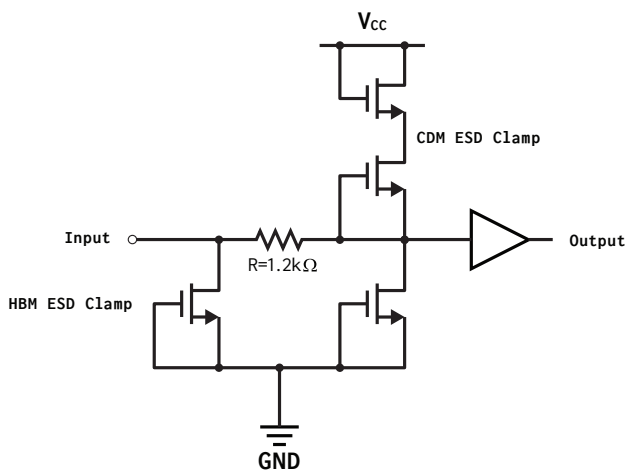 VCC
CDM ESD Clamp
Input
R=1.2kΩ
Output
HBM ESD Clamp
GND